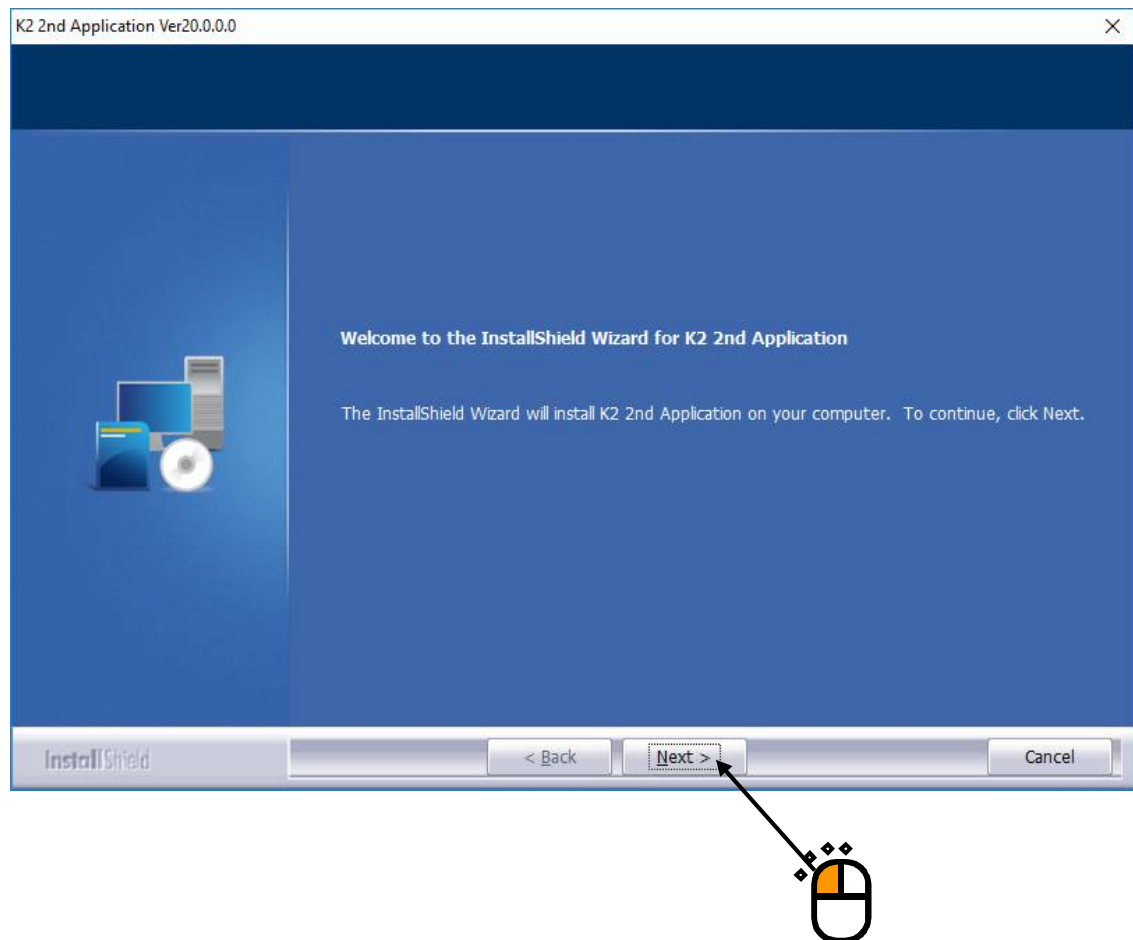 K2 2nd Application Ver20.0.0.0
Welcome to the InstallShield Wizard for K2 2nd Application
The InstallShield Wizard will install K2 2nd Application on your computer.  To continue, click Next.
InstallShield
< Back
Next >
Cancel